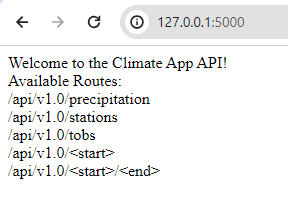 127.0.0.1:5000
Welcome to the Climate App API!
Available Routes:
/api/v1.0/precipitation
/api/v1.0/stations
/api/v1.0/tobs
/api/v1.0/<start>
/api/v1.0/<start>/<end>